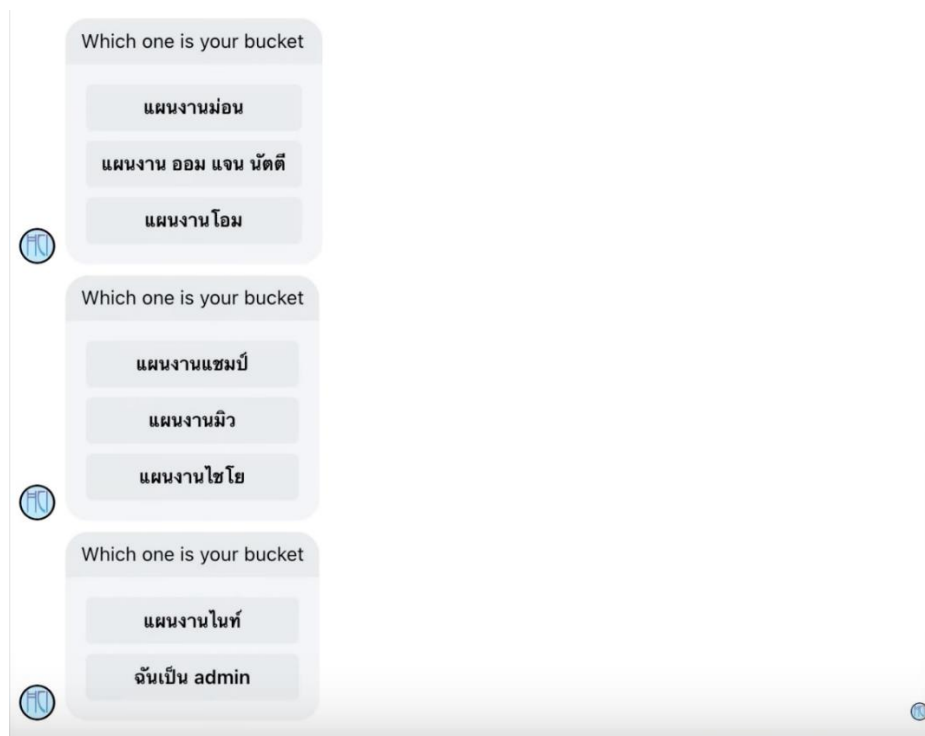 Which one is your bucket
แผนงานม่อน
แผนงาน ออม แจน นัตตี
แผนงานโอม
Which one is your bucket
แผนงานแชมป์
แผนงานมิว
แผนงานไชโย
Which one is your bucket
แผนงานไนท์
ฉันเป็น admin